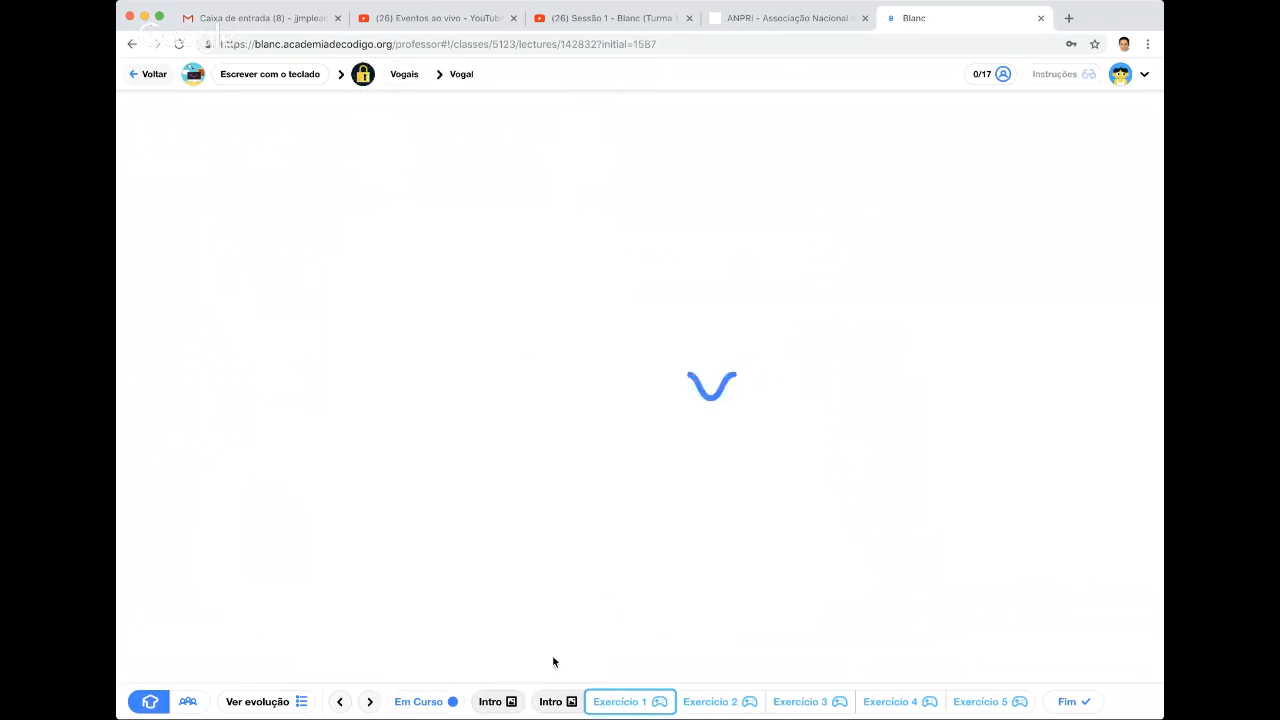 Caixa de entrada (8) - jjmpleal
(26) Eventos ao vivo - YouTube
(26) Sessão 1 - Blanc (Turma
ANPRI - Associação Nacional
Blanc
https://blanc.academiadecodigo.org/professor#!/classes/5123/lectures/142832?initial=1587
Voltar
Escrever com o teclado
Vogais
Vogal
0/17
Instruções
Ver evolução
Em Curso
Intro
Intro
Exercício 1
Exercício 2
Exercício 3
Exercício 4
Exercício 5
Fim